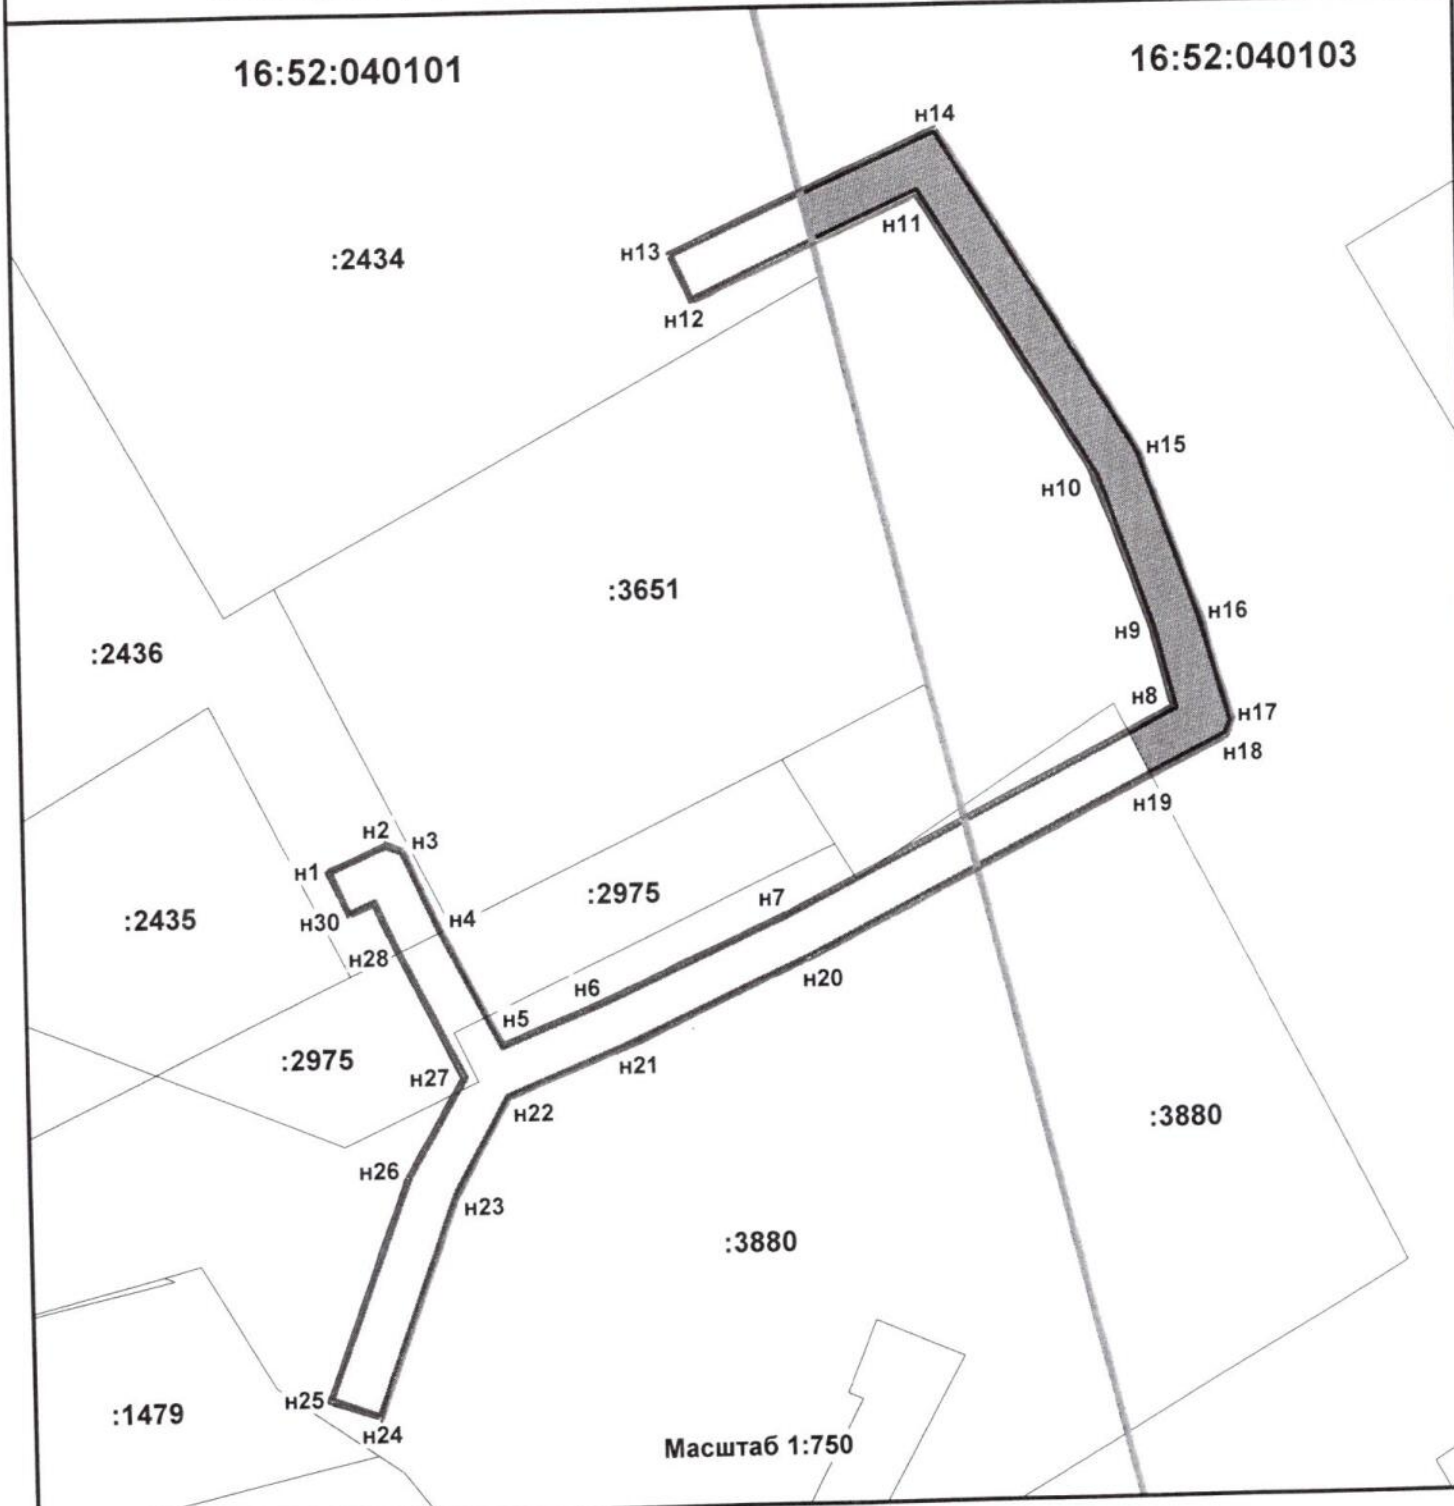 16:52:040101
16:52:040103
н14
н11
н13
:2434
н12
н15
н10
:3651
н16
н9
:2436
н8
н17
н18
н19
н2
н3
н1
:2975
н7
н4
:2435
н30
н28
н20
н6
н5
н21
:2975
н27
н22
:3880
н26
н23
:3880
н25
:1479
н24
Масштаб 1:750